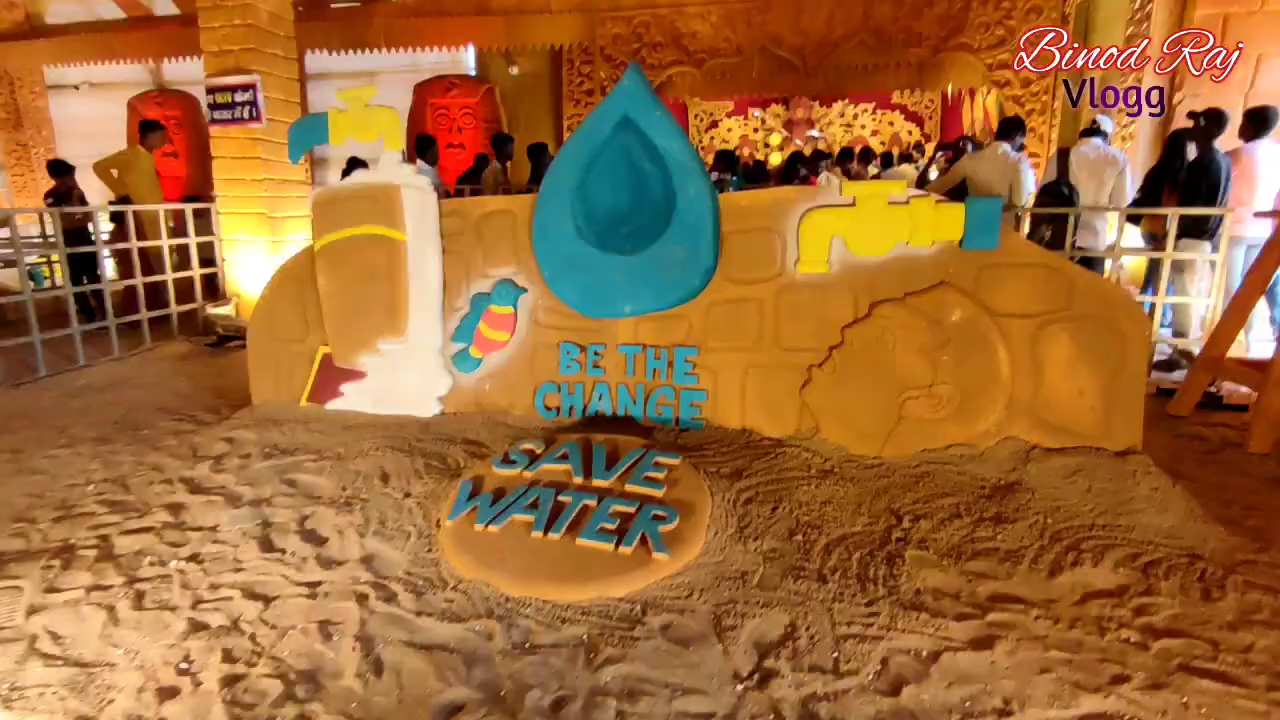 Binod Raj
Vlogg
BE THE
CHANGE
SAVE
WATER